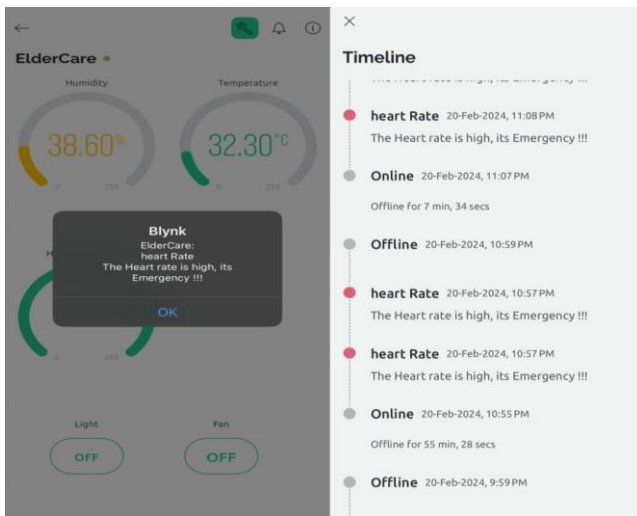 ElderCare
Humidity
Temperature
38.60%
32.30°C
0 255
0 255
Blynk
ElderCare:
heart Rate
The Heart rate is high, its
Emergency !!!
OK
0 255
Light
Fan
OFF
OFF
Timeline
heart Rate 20-Feb-2024, 11:08 PM
The Heart rate is high, its Emergency !!!
Online 20-Feb-2024, 11:07 PM
Offline for 7 min, 34 secs
Offline 20-Feb-2024, 10:59 PM
heart Rate 20-Feb-2024, 10:57 PM
The Heart rate is high, its Emergency !!!
heart Rate 20-Feb-2024, 10:57 PM
The Heart rate is high, its Emergency !!!
Online 20-Feb-2024, 10:55 PM
Offline for 55 min, 28 secs
Offline 20-Feb-2024, 9:59 PM